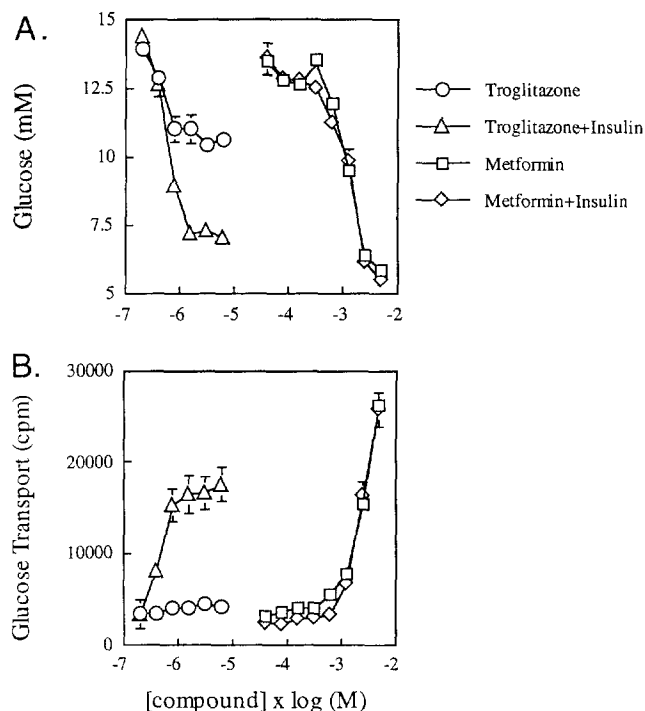 A.
Glucose (mM)
15
12.5
10
7.5
5
-7 -6 -5 -4 -3 -2
Troglitazone
Troglitazone+Insulin
Metformin
Metformin+Insulin
B.
Glucose Transport (cpm)
30000
20000
10000
0
-7 -6 -5 -4 -3 -2
[compound] x log (M)